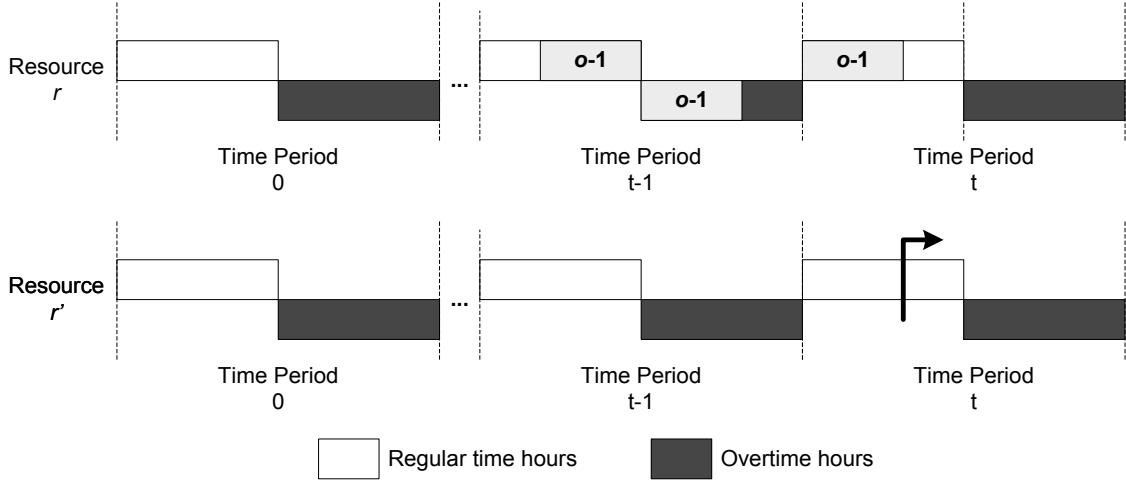 o-1
o-1
o-1
Resource
r
...
Time Period
0
Time Period
t-1
Time Period
t
Resource
r'
...
Time Period
0
Time Period
t-1
Time Period
t
Regular time hours
Overtime hours